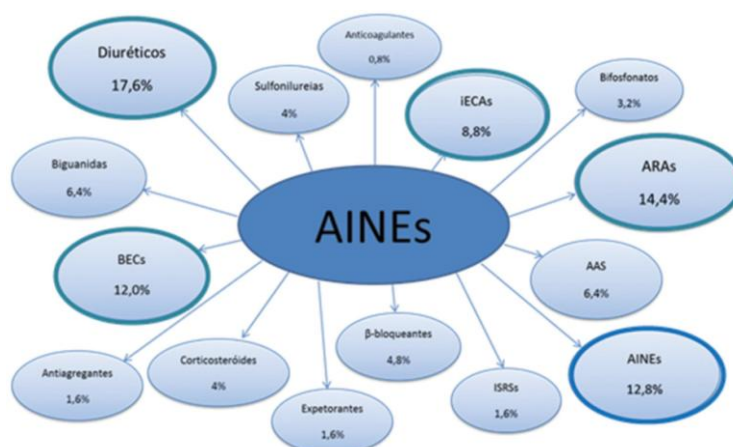 Anticoagulantes
0,8%
Diuréticos
17,6%
Sulfonilureias
4%
iECAs
8,8%
Bifosfonatos
3,2%
Biguanidas
6,4%
ARAs
14,4%
AINEs
BECs
12,0%
AAS
6,4%
β-bloqueantes
4,8%
Corticosteróides
4%
Antiagregantes
1,6%
Expetorantes
1,6%
ISRSs
1,6%
AINEs
12,8%